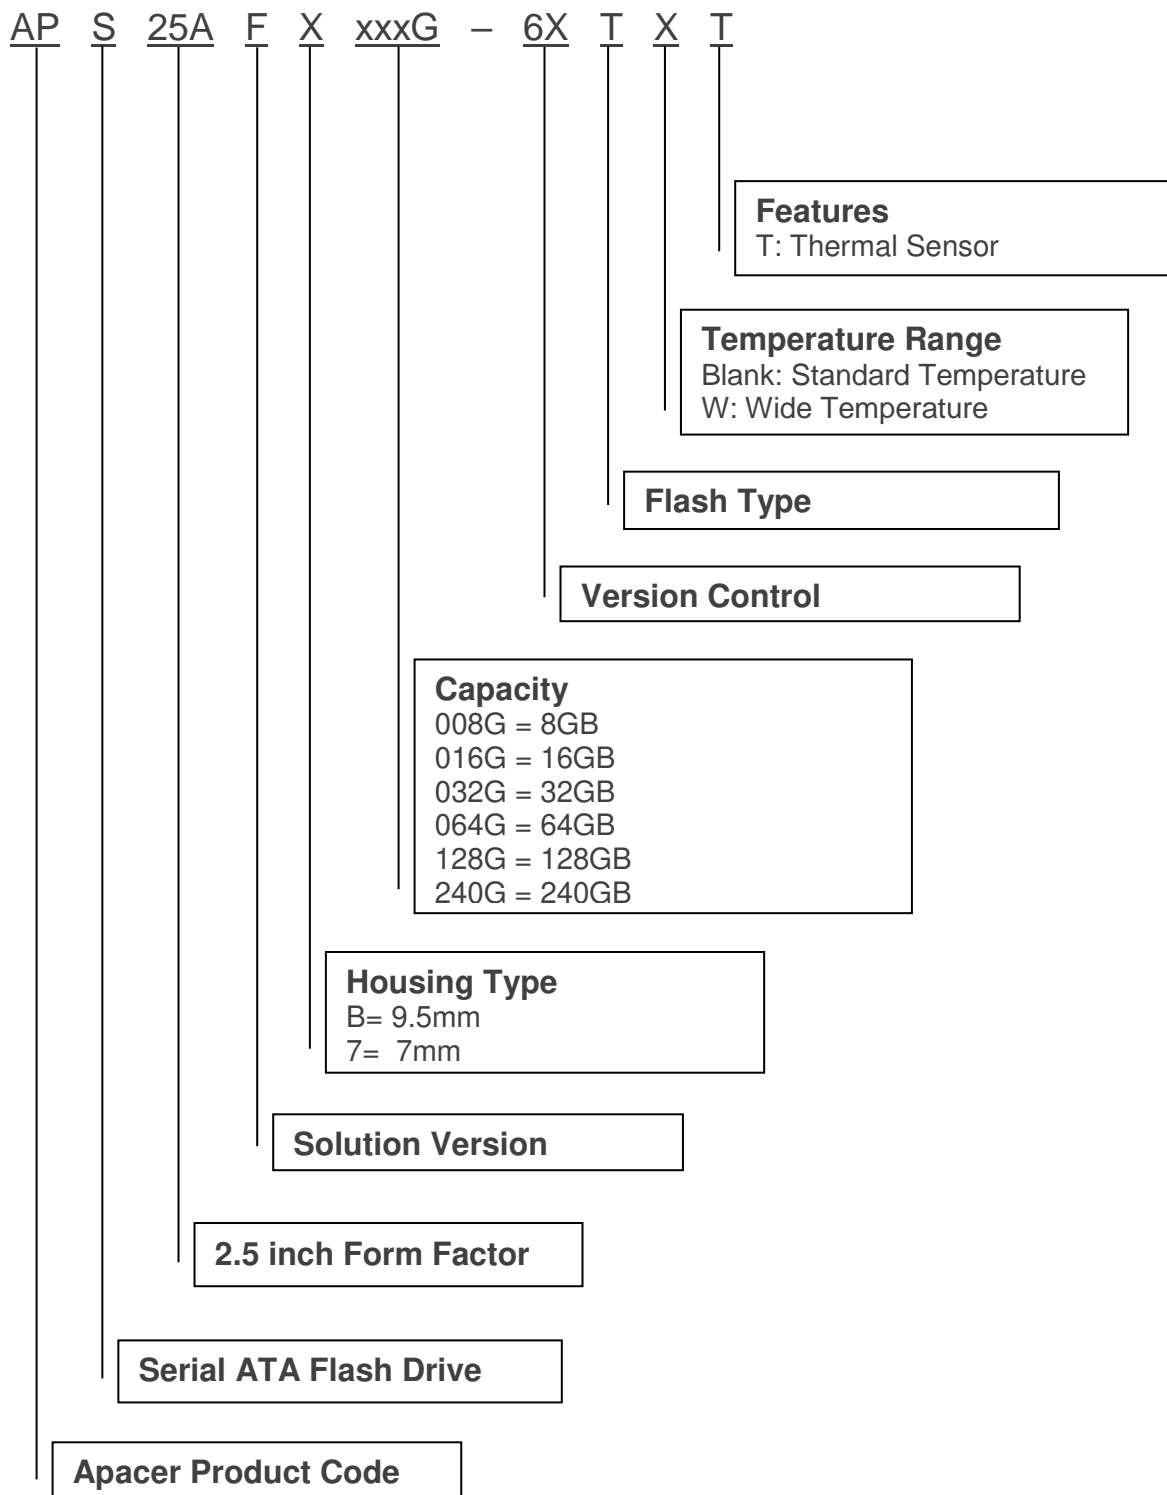 AP S 25A F X xxxG – 6X T X T
Features
T: Thermal Sensor
Temperature Range
Blank: Standard Temperature
W: Wide Temperature
Flash Type
Version Control
Capacity
008G = 8GB
016G = 16GB
032G = 32GB
064G = 64GB
128G = 128GB
240G = 240GB
Housing Type
B= 9.5mm
7= 7mm
Solution Version
2.5 inch Form Factor
Serial ATA Flash Drive
Apacer Product Code